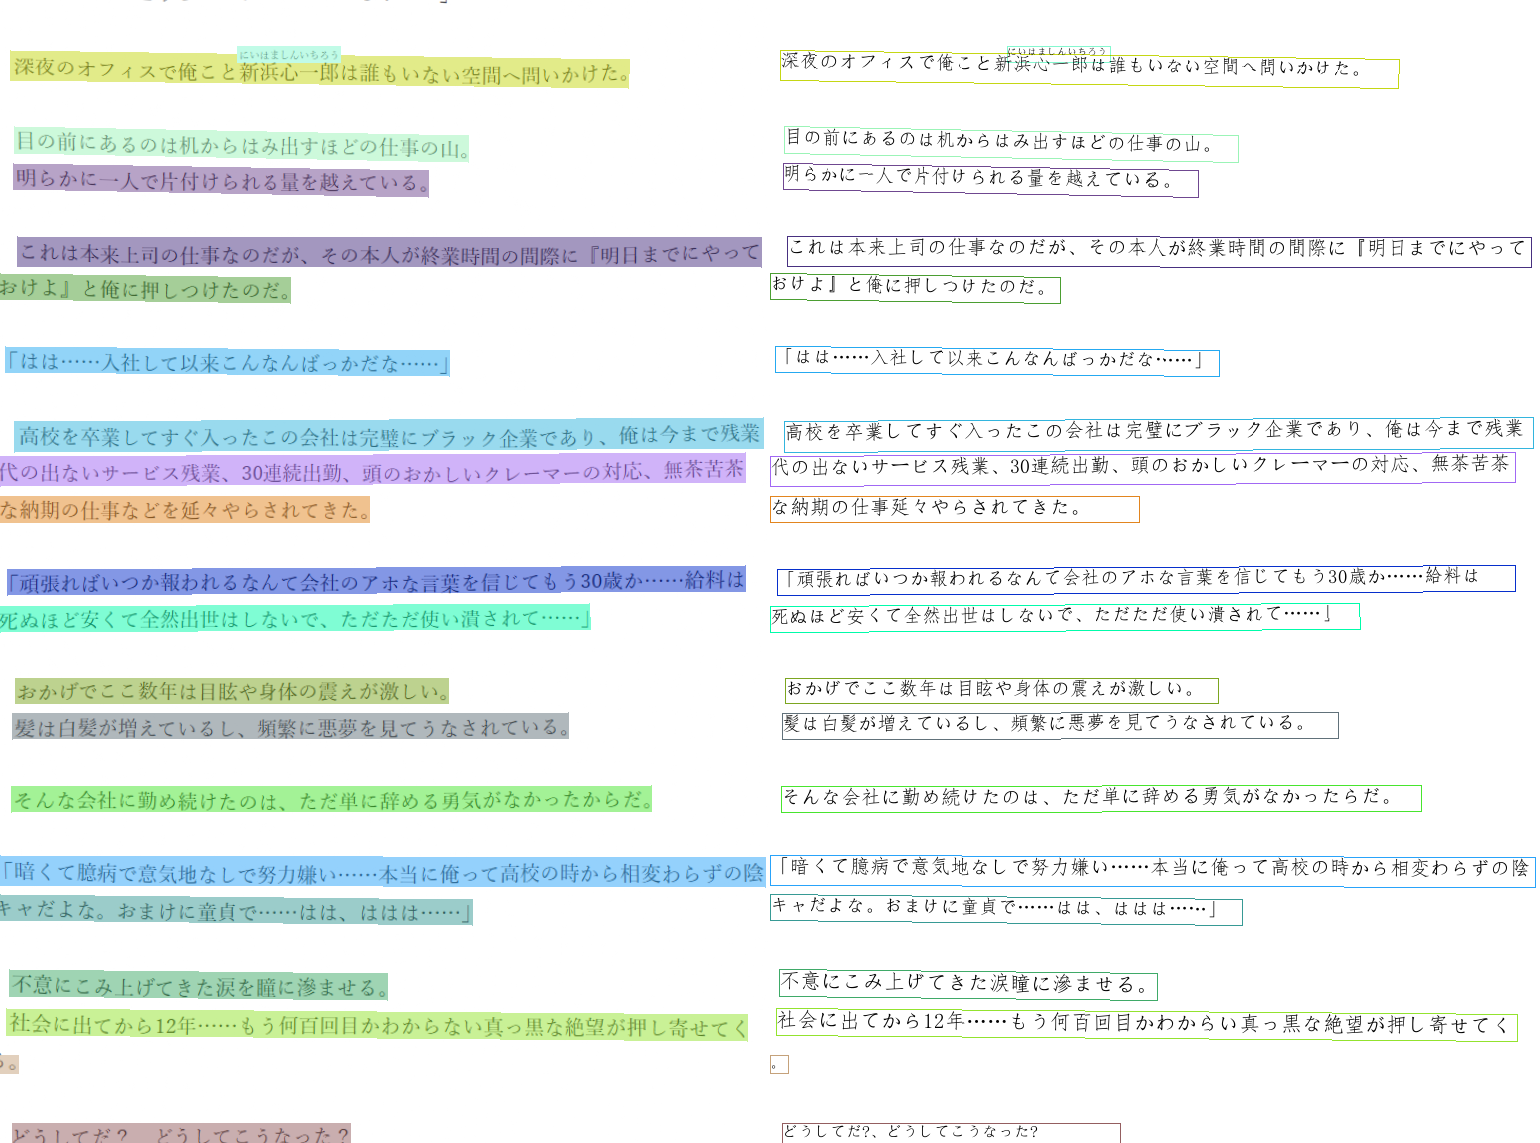 にいはましんいちろう
深夜のオフィスで俺こと新浜心一郎は誰もいない空間へ問いかけた。
目の前にあるのは机からはみ出すほどの仕事の山。
明らかに一人で片付けられる量を越えている。
これは本来上司の仕事なのだが、その本人が終業時間の間際に『明日までにやって
おけよ』と俺に押しつけたのだ。
「はは……入社して以来こんなんばっかだな……」
高校を卒業してすぐ入ったこの会社は完璧にブラック企業であり、俺は今まで残業
代の出ないサービス残業、30連続出勤、頭のおかしいクレーマーの対応、無茶苦茶
な納期の仕事などを延々やらされてきた。
「頑張ればいつか報われるなんて会社のアホな言葉を信じてもう30歳か……給料は
死ぬほど安くて全然出世はしないで、ただただ使い潰されて……」
おかげでここ数年は目眩や身体の震えが激しい。
髪は白髪が増えているし、頻繁に悪夢を見てうなされている。
そんな会社に勤め続けたのは、ただ単に辞める勇気がなかったからだ。
「暗くて臆病で意気地なしで努力嫌い……本当に俺って高校の時から相変わらずの陰
キャだよな。おまけに童貞で……はは、ははは……」
不意にこみ上げてきた涙を瞳に滲ませる。
社会に出てから12年……もう何百回目かわからない真っ黒な絶望が押し寄せてく
。
どうしてだ？　どうしてこうなった？
にいはましんいちろう
深夜のオフィスで俺こと新浜心一郎は誰もいない空間へ問いかけた。
目の前にあるのは机からはみ出すほどの仕事の山。
明らかに一人で片付けられる量を越えている。
これは本来上司の仕事なのだが、その本人が終業時間の間際に『明日までにやって
おけよ』と俺に押しつけたのだ。
「はは……入社して以来こんなんばっかだな……」
高校を卒業してすぐ入ったこの会社は完璧にブラック企業であり、俺は今まで残業
代の出ないサービス残業、30連続出勤、頭のおかしいクレーマーの対応、無茶苦茶
な納期の仕事延々やらされてきた。
「頑張ればいつか報われるなんて会社のアホな言葉を信じてもう30歳か……給料は
死ぬほど安くて全然出世はしないで、ただただ使い潰されて……」
おかげでここ数年は目眩や身体の震えが激しい。
髪は白髪が増えているし、頻繁に悪夢を見てうなされている。
そんな会社に勤め続けたのは、ただ単に辞める勇気がなかったらだ。
「暗くて臆病で意気地なしで努力嫌い……本当に俺って高校の時から相変わらずの陰
キャだよな。おまけに童貞で……はは、ははは……」
不意にこみ上げてきた涙瞳に滲ませる。
社会に出てから12年……もう何百回目かわからい真っ黒な絶望が押し寄せてく
。
どうしてだ?、どうしてこうなった?